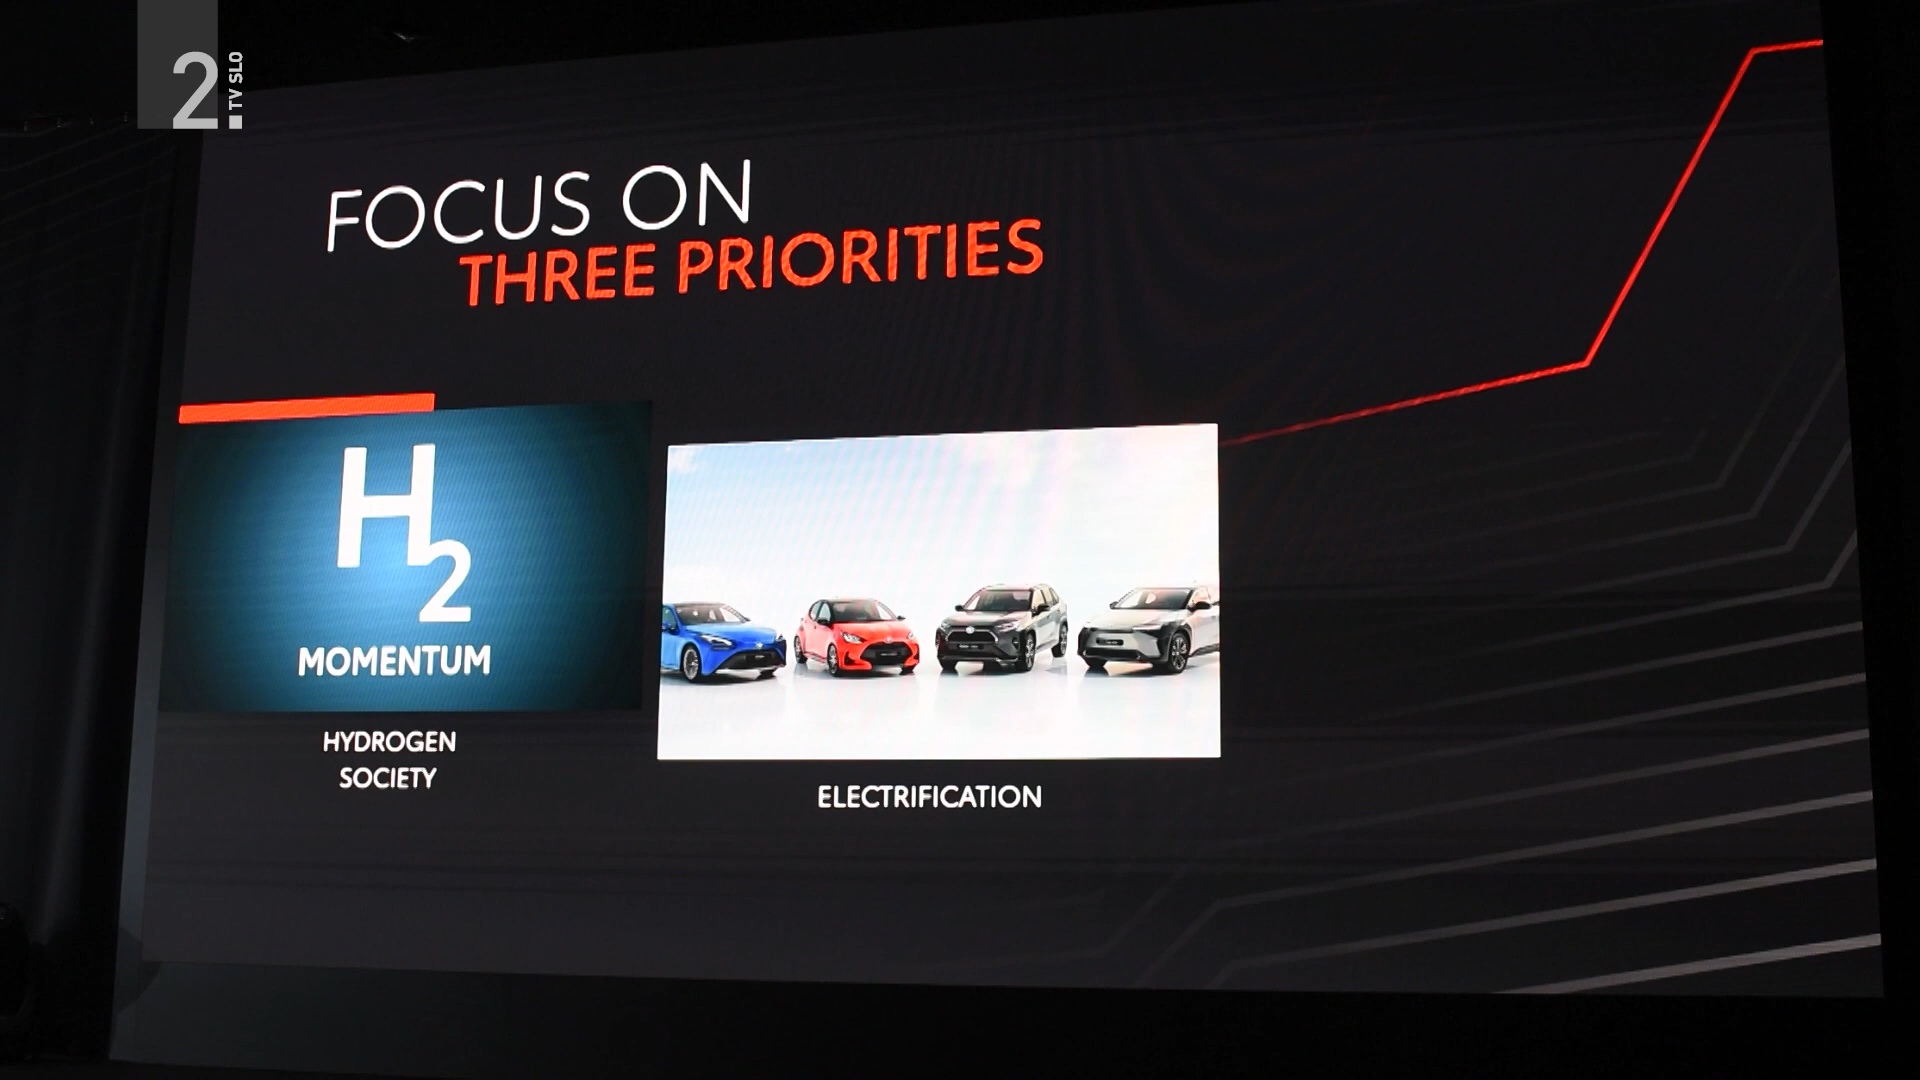 2.
TV SLO
FOCUS ON
THREE PRIORITIES
H2
MOMENTUM
HYDROGEN
SOCIETY
ELECTRIFICATION